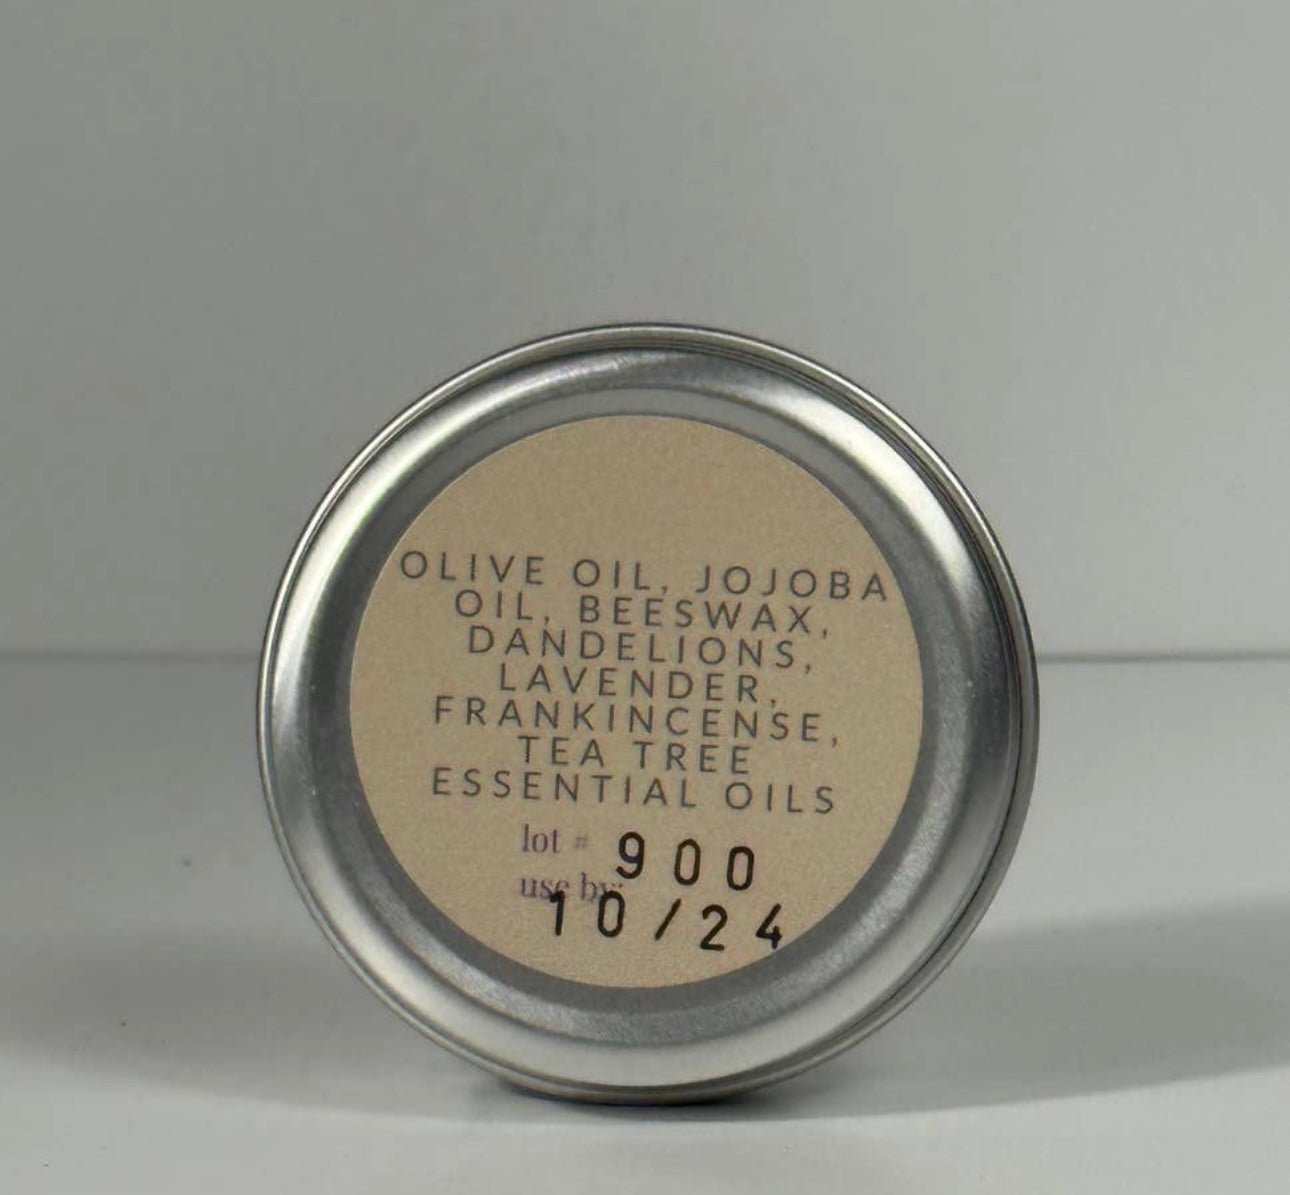 OLIVE OIL, JOJOBA
OIL, BEESWAX,
DANDELIONS,
LAVENDER,
FRANKINCENSE,
TEA TREE
ESSENTIAL OILS
lot # 900
use by:
10/24